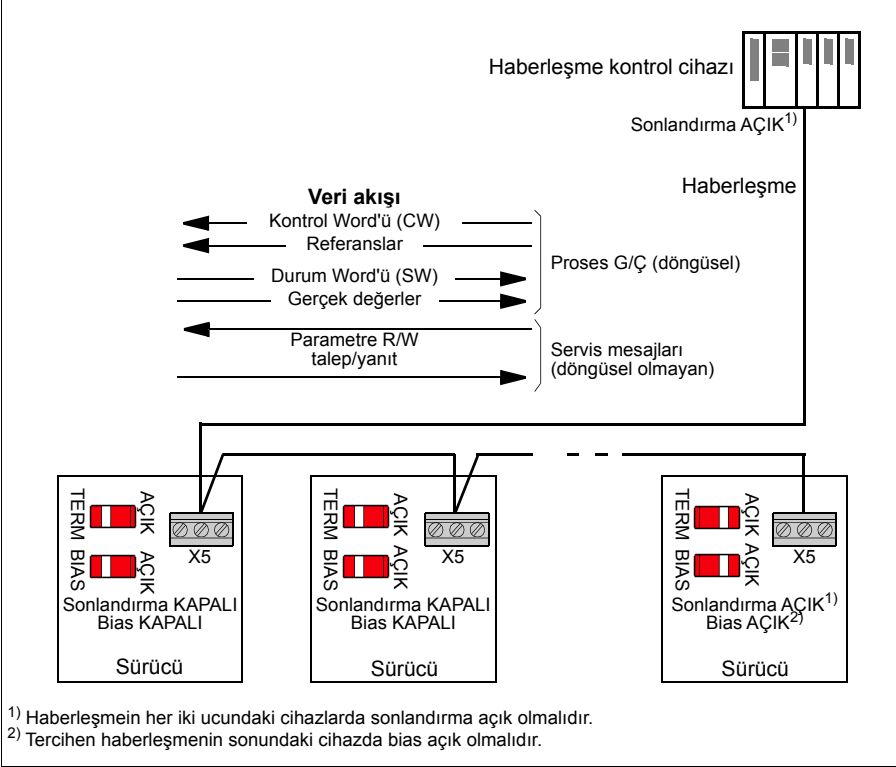 Haberleşme kontrol cihazı
Sonlandırma AÇIK1)
Haberleşme
Veri akışı
Kontrol Word'ü (CW)
Referanslar
Durum Word'ü (SW)
Gerçek değerler
Proses G/Ç (döngüsel)
Parametre R/W
talep/yanıt
Servis mesajları
(döngüsel olmayan)
TERM
AÇIK
BIAS
AÇIK
X5
Sonlandırma KAPALI
Bias KAPALI
Sürücü
TERM
AÇIK
BIAS
AÇIK
X5
Sonlandırma KAPALI
Bias KAPALI
Sürücü
TERM
AÇIK
BIAS
AÇIK
X5
Sonlandırma AÇIK1)
Bias AÇIK2)
Sürücü
1) Haberleşmein her iki ucundaki cihazlarda sonlandırma açık olmalıdır.
2) Tercihen haberleşmenin sonundaki cihazda bias açık olmalıdır.